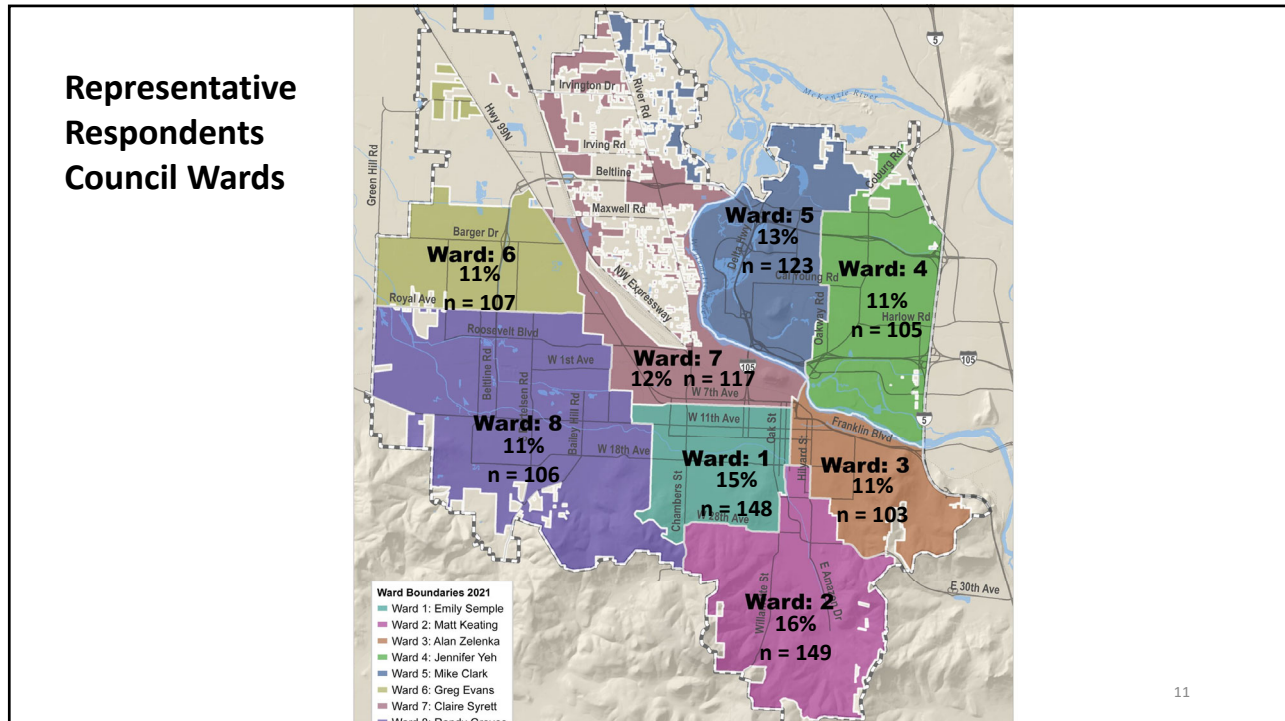 Representative
Respondents
Council Wards
Irvington Dr
River Rd
Hwy 99N
McKenzie River
5
Irving Rd
Beltline
Green Hill Rd
Coburg Rd
Maxwell Rd
Barger Dr
Ward: 6
11%
n = 107
Ward: 5
13%
n = 123
Delta Hwy
Cal Young Rd
Ward: 4
11%
n = 105
Harlow Rd
Oakway Rd
NW Expressway
Royal Ave
Roosevelt Blvd
Beltline Rd
W 1st Ave
Ward: 7
12% n = 117
105
W 7th Ave
105
5
Bailey Hill Rd
Ward: 8
11%
n = 106
W 11th Ave
W 18th Ave
Oak St
Franklin Blvd
Hilyard St
Ward: 1
15%
n = 148
Chambers St
W 28th Ave
Ward: 3
11%
n = 103
E 30th Ave
E Amazon Dr
Ward: 2
16%
n = 149
Ward Boundaries 2021
Ward 1: Emily Semple
Ward 2: Matt Keating
Ward 3: Alan Zelenka
Ward 4: Jennifer Yeh
Ward 5: Mike Clark
Ward 6: Greg Evans
Ward 7: Claire Syrett
11